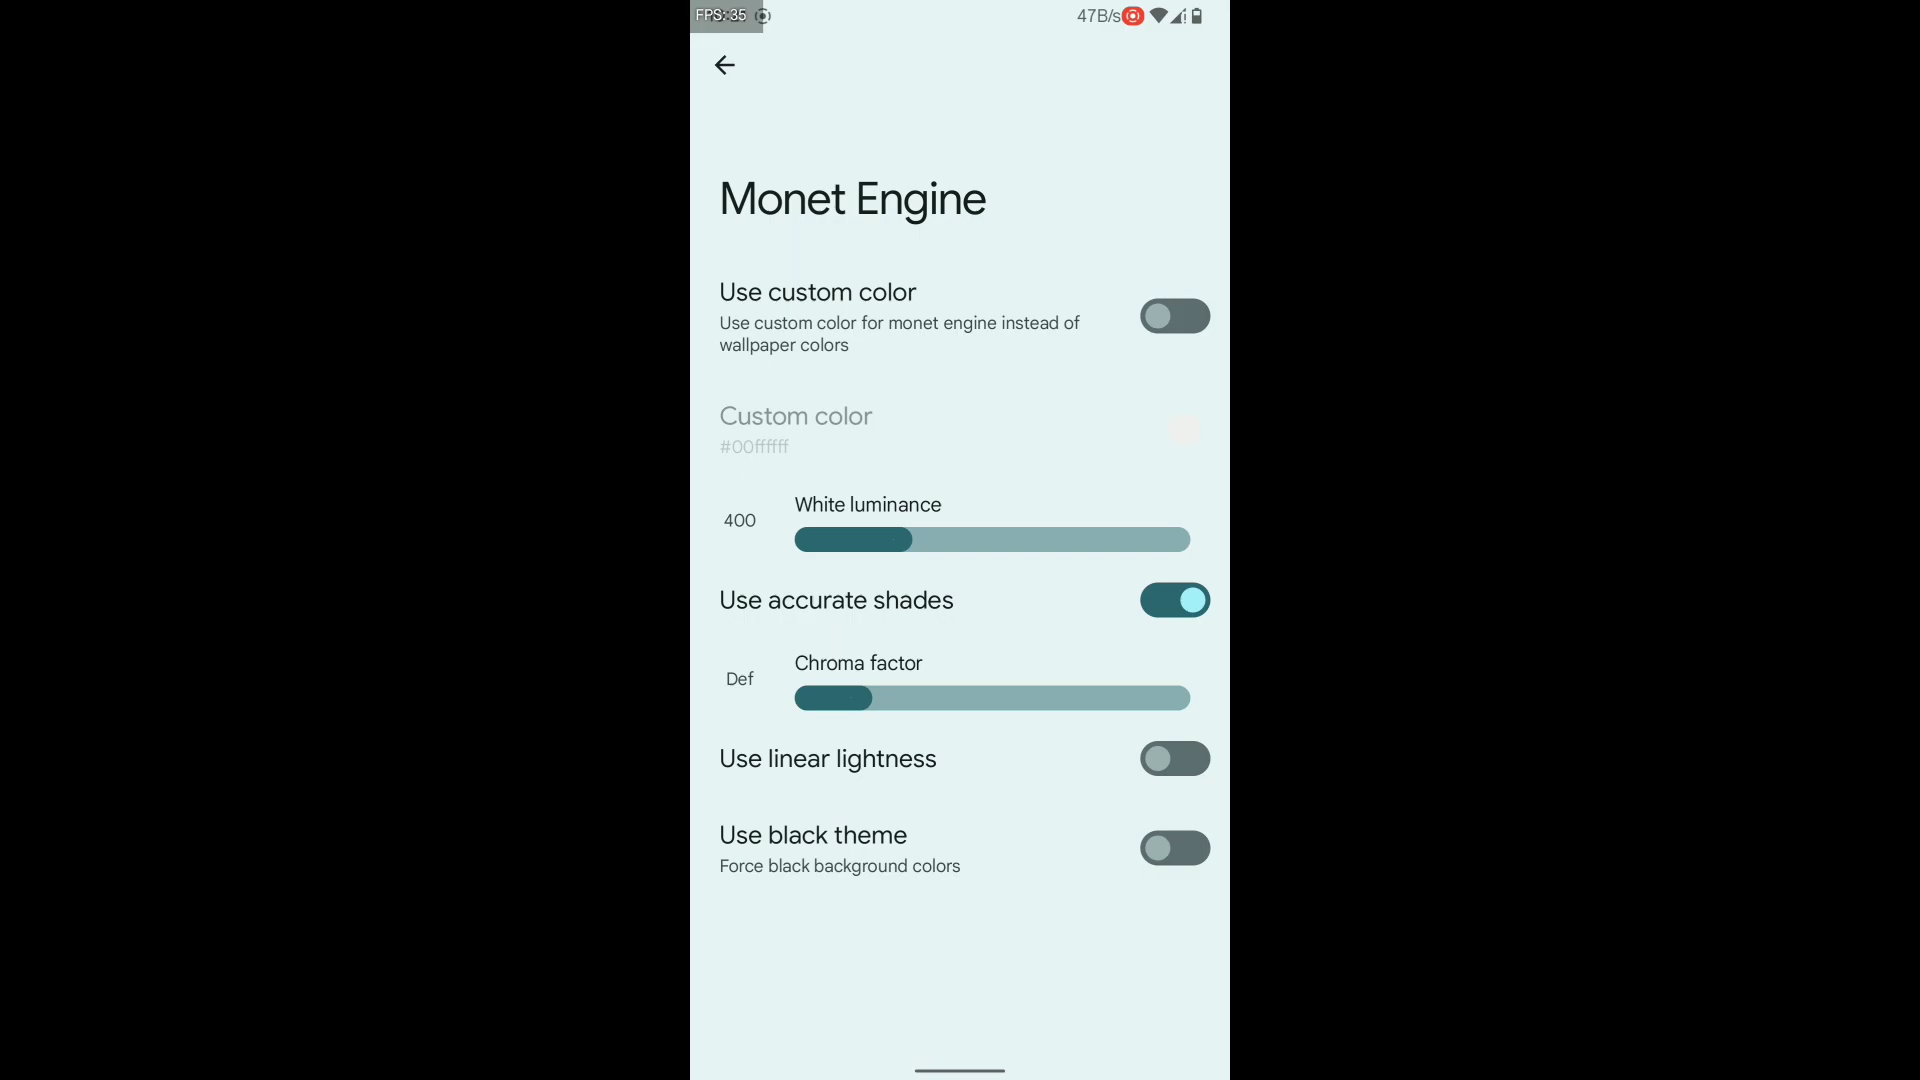 FPS: 35
47B/s
Monet Engine
Use custom color
Use custom color for monet engine instead of
wallpaper colors
Custom color
#00ffffff
White luminance
400
Use accurate shades
Chroma factor
Def
Use linear lightness
Use black theme
Force black background colors